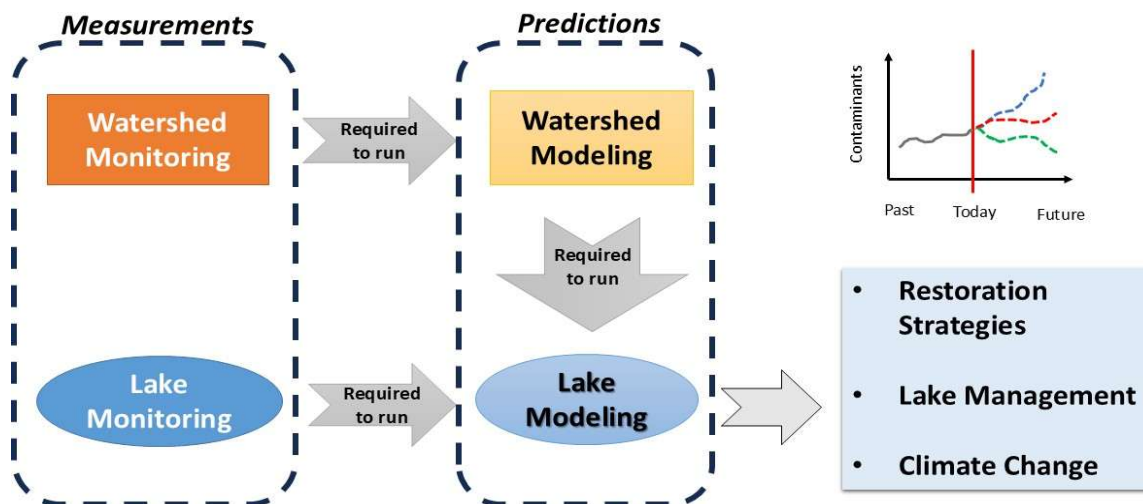 Measurements
Predictions
Watershed
Monitoring
Required
to run
Watershed
Modeling
Contaminants
Past
Today
Future
Required
to run
Lake
Monitoring
Required
to run
Lake
Modeling
• Restoration
Strategies
• Lake Management
• Climate Change